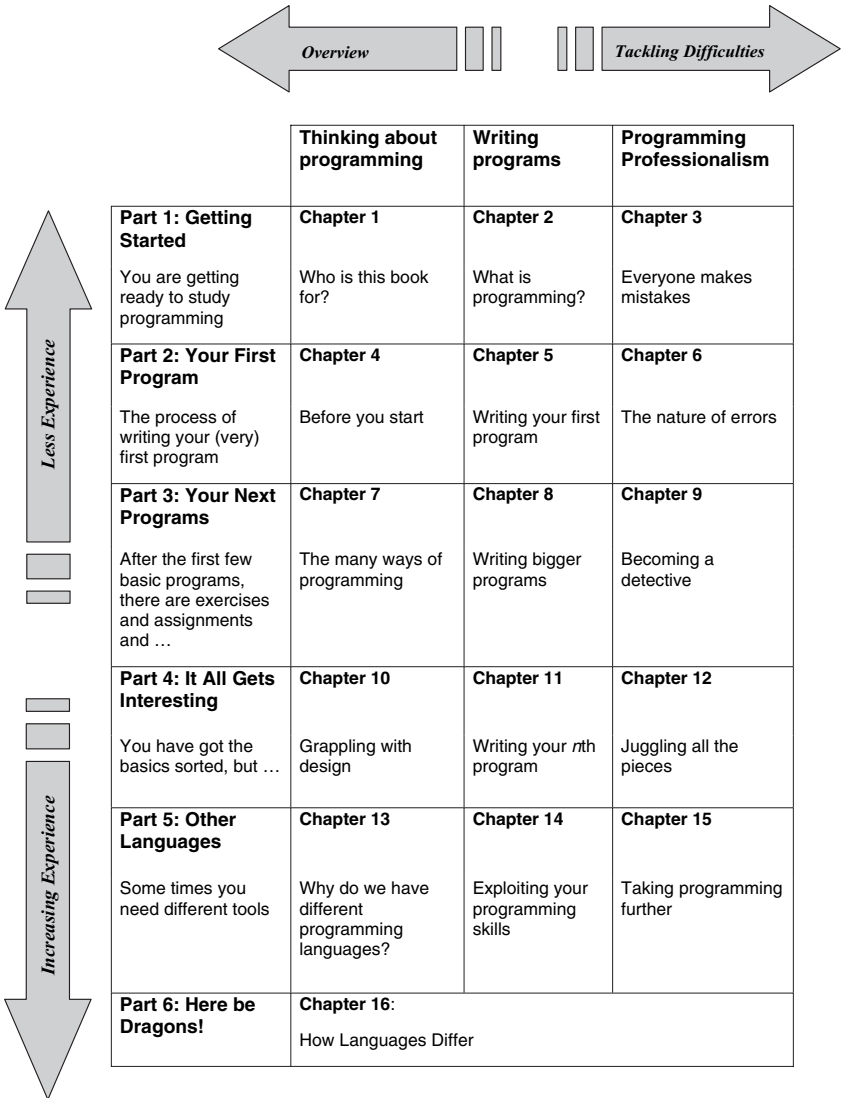 Overview
Tackling Difficulties
Thinking about
programming
Writing
programs
Programming
Professionalism
Less Experience
Part 1: Getting
Started
You are getting
ready to study
programming
Chapter 1
Who is this book
for?
Chapter 2
What is
programming?
Chapter 3
Everyone makes
mistakes
Part 2: Your First
Program
The process of
writing your (very)
first program
Chapter 4
Before you start
Chapter 5
Writing your first
program
Chapter 6
The nature of errors
Part 3: Your Next
Programs
After the first few
basic programs,
there are exercises
and assignments
and …
Chapter 7
The many ways of
programming
Chapter 8
Writing bigger
programs
Chapter 9
Becoming a
detective
Increasing Experience
Part 4: It All Gets
Interesting
You have got the
basics sorted, but …
Chapter 10
Grappling with
design
Chapter 11
Writing your nth
program
Chapter 12
Juggling all the
pieces
Part 5: Other
Languages
Some times you
need different tools
Chapter 13
Why do we have
different
programming
languages?
Chapter 14
Exploiting your
programming
skills
Chapter 15
Taking programming
further
Part 6: Here be
Dragons!
Chapter 16:
How Languages Differ